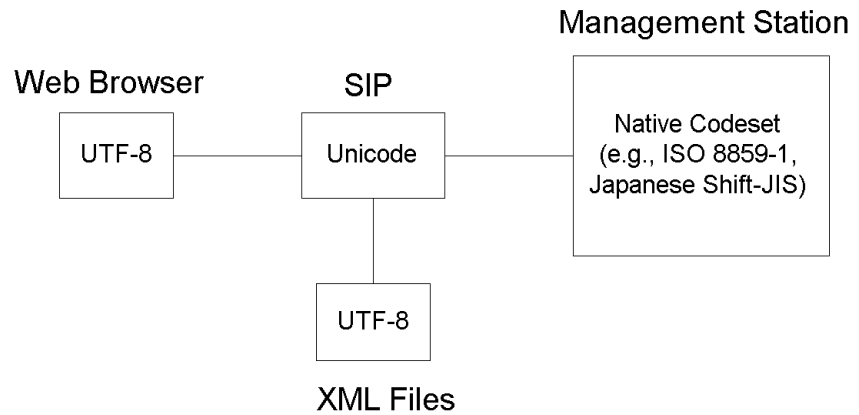 Management Station
Web Browser
SIP
UTF-8
Unicode
Native Codeset
(e.g., ISO 8859-1,
Japanese Shift-JIS)
UTF-8
XML Files